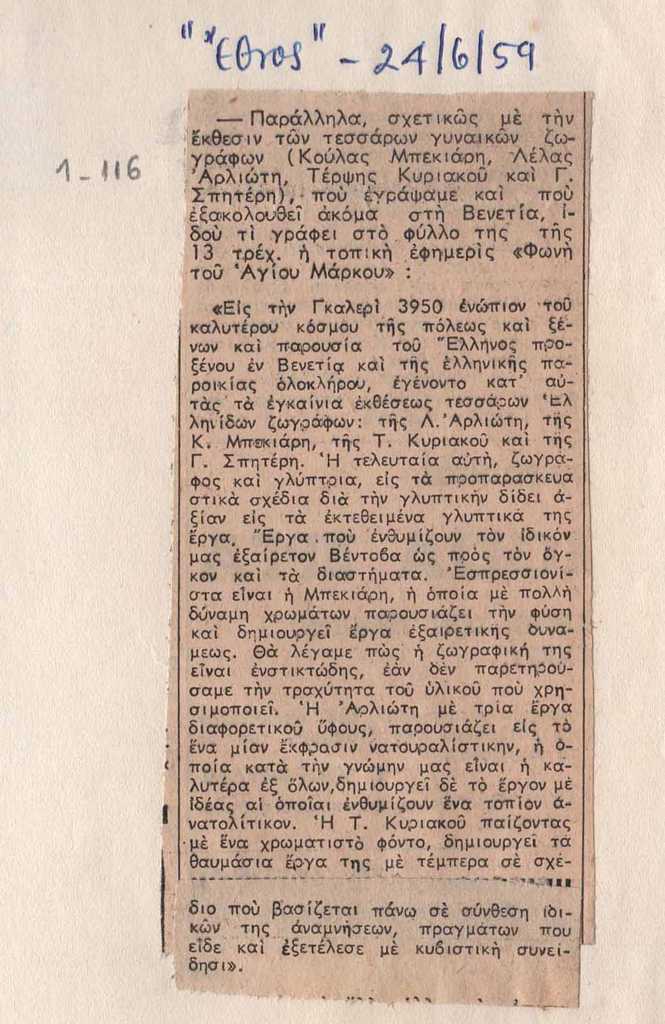 "Ἔθνος" - 24/6/59
1-116
— Παράλληλα, σχετικῶς μὲ τὴν
ἔκθεσιν τῶν τεσσάρων γυναικῶν ζω-
γράφων (Κούλας Μπεκιάρη, Λέλας
Ἀρλιώτη, Τέρψης Κυριακοῦ καὶ Γ.
Σπητέρη), ποὺ ἐγράψαμε καὶ ποὺ
ἐξακολουθεῖ ἀκόμα στὴ Βενετία, ἰ-
δοὺ τὶ γράφει στὸ φύλλο της τῆς
13 τρέχ. ἡ τοπικὴ ἐφημερὶς «Φωνὴ
τοῦ Ἁγίου Μάρκου» :
«Εἰς τὴν Γκαλερὶ 3950 ἐνώπιον τοῦ
καλυτέρου κόσμου τῆς πόλεως καὶ ξέ-
νων καὶ παρουσία τοῦ Ἕλληνος προ-
ξένου ἐν Βενετίᾳ καὶ τῆς ἑλληνικῆς πα-
ροικίας ὁλοκλήρου, ἐγένοντο κατ' αὐ-
τὰς τὰ ἐγκαίνια ἐκθέσεως τεσσάρων Ἑλ
ληνίδων ζωγράφων: τῆς Λ. Ἀρλιώτη, τῆς
Κ. Μπεκιάρη, τῆς Τ. Κυριακοῦ καὶ τῆς
Γ. Σπητέρη. Ἡ τελευταία αὐτή, ζωγρα-
φος καὶ γλύπτρια, εἰς τὰ προπαρασκευα
στικὰ σχέδια διὰ τὴν γλυπτικὴν δίδει ἀ-
ξίαν εἰς τὰ ἐκτεθειμένα γλυπτικά της
ἔργα. Ἔργα ποὺ ἐνθυμίζουν τὸν ἰδικόν
μας ἐξαίρετον Βέντοβα ὡς πρὸς τὸν ὄγ-
κον καὶ τὰ διαστήματα. Ἐσπρεσσιονί-
στα εἶναι ἡ Μπεκιάρη, ἡ ὁποία μὲ πολλὴ
δύναμη χρωμάτων παρουσιάζει τὴν φύση
καὶ δημιουργεῖ ἔργα ἐξαιρετικῆς δυνα-
μεως. Θὰ λέγαμε πὼς ἡ ζωγραφική της
εἶναι ἐνστικτώδης, ἐὰν δὲν παρετηρού-
σαμε τὴν τραχύτητα τοῦ ὑλικοῦ ποὺ χρη-
σιμοποιεῖ. Ἡ Ἀρλιώτη μὲ τρία ἔργα
διαφορετικοῦ ὕφους, παρουσιάζει εἰς τὸ
ἕνα μίαν ἔκφρασιν νατουραλίστικην, ἡ ὁ-
ποία κατὰ τὴν γνώμην μας εἶναι ἡ κα-
λυτέρα ἐξ ὅλων, δημιουργεῖ δὲ τὸ ἔργον μὲ
ἰδέας αἱ ὁποῖαι ἐνθυμίζουν ἕνα τοπίον ἀ-
νατολίτικον. Ἡ Τ. Κυριακοῦ παίζοντας
μὲ ἕνα χρωματιστὸ φόντο, δημιουργεῖ τὰ
θαυμάσια ἔργα της μὲ τέμπερα σὲ σχέ-
διο ποὺ βασίζεται πάνω σὲ σύνθεση ἰδι-
κῶν της ἀναμνήσεων, πραγμάτων που
εἶδε καὶ ἐξετέλεσε μὲ κυβιστικὴ συνεί-
δησι».